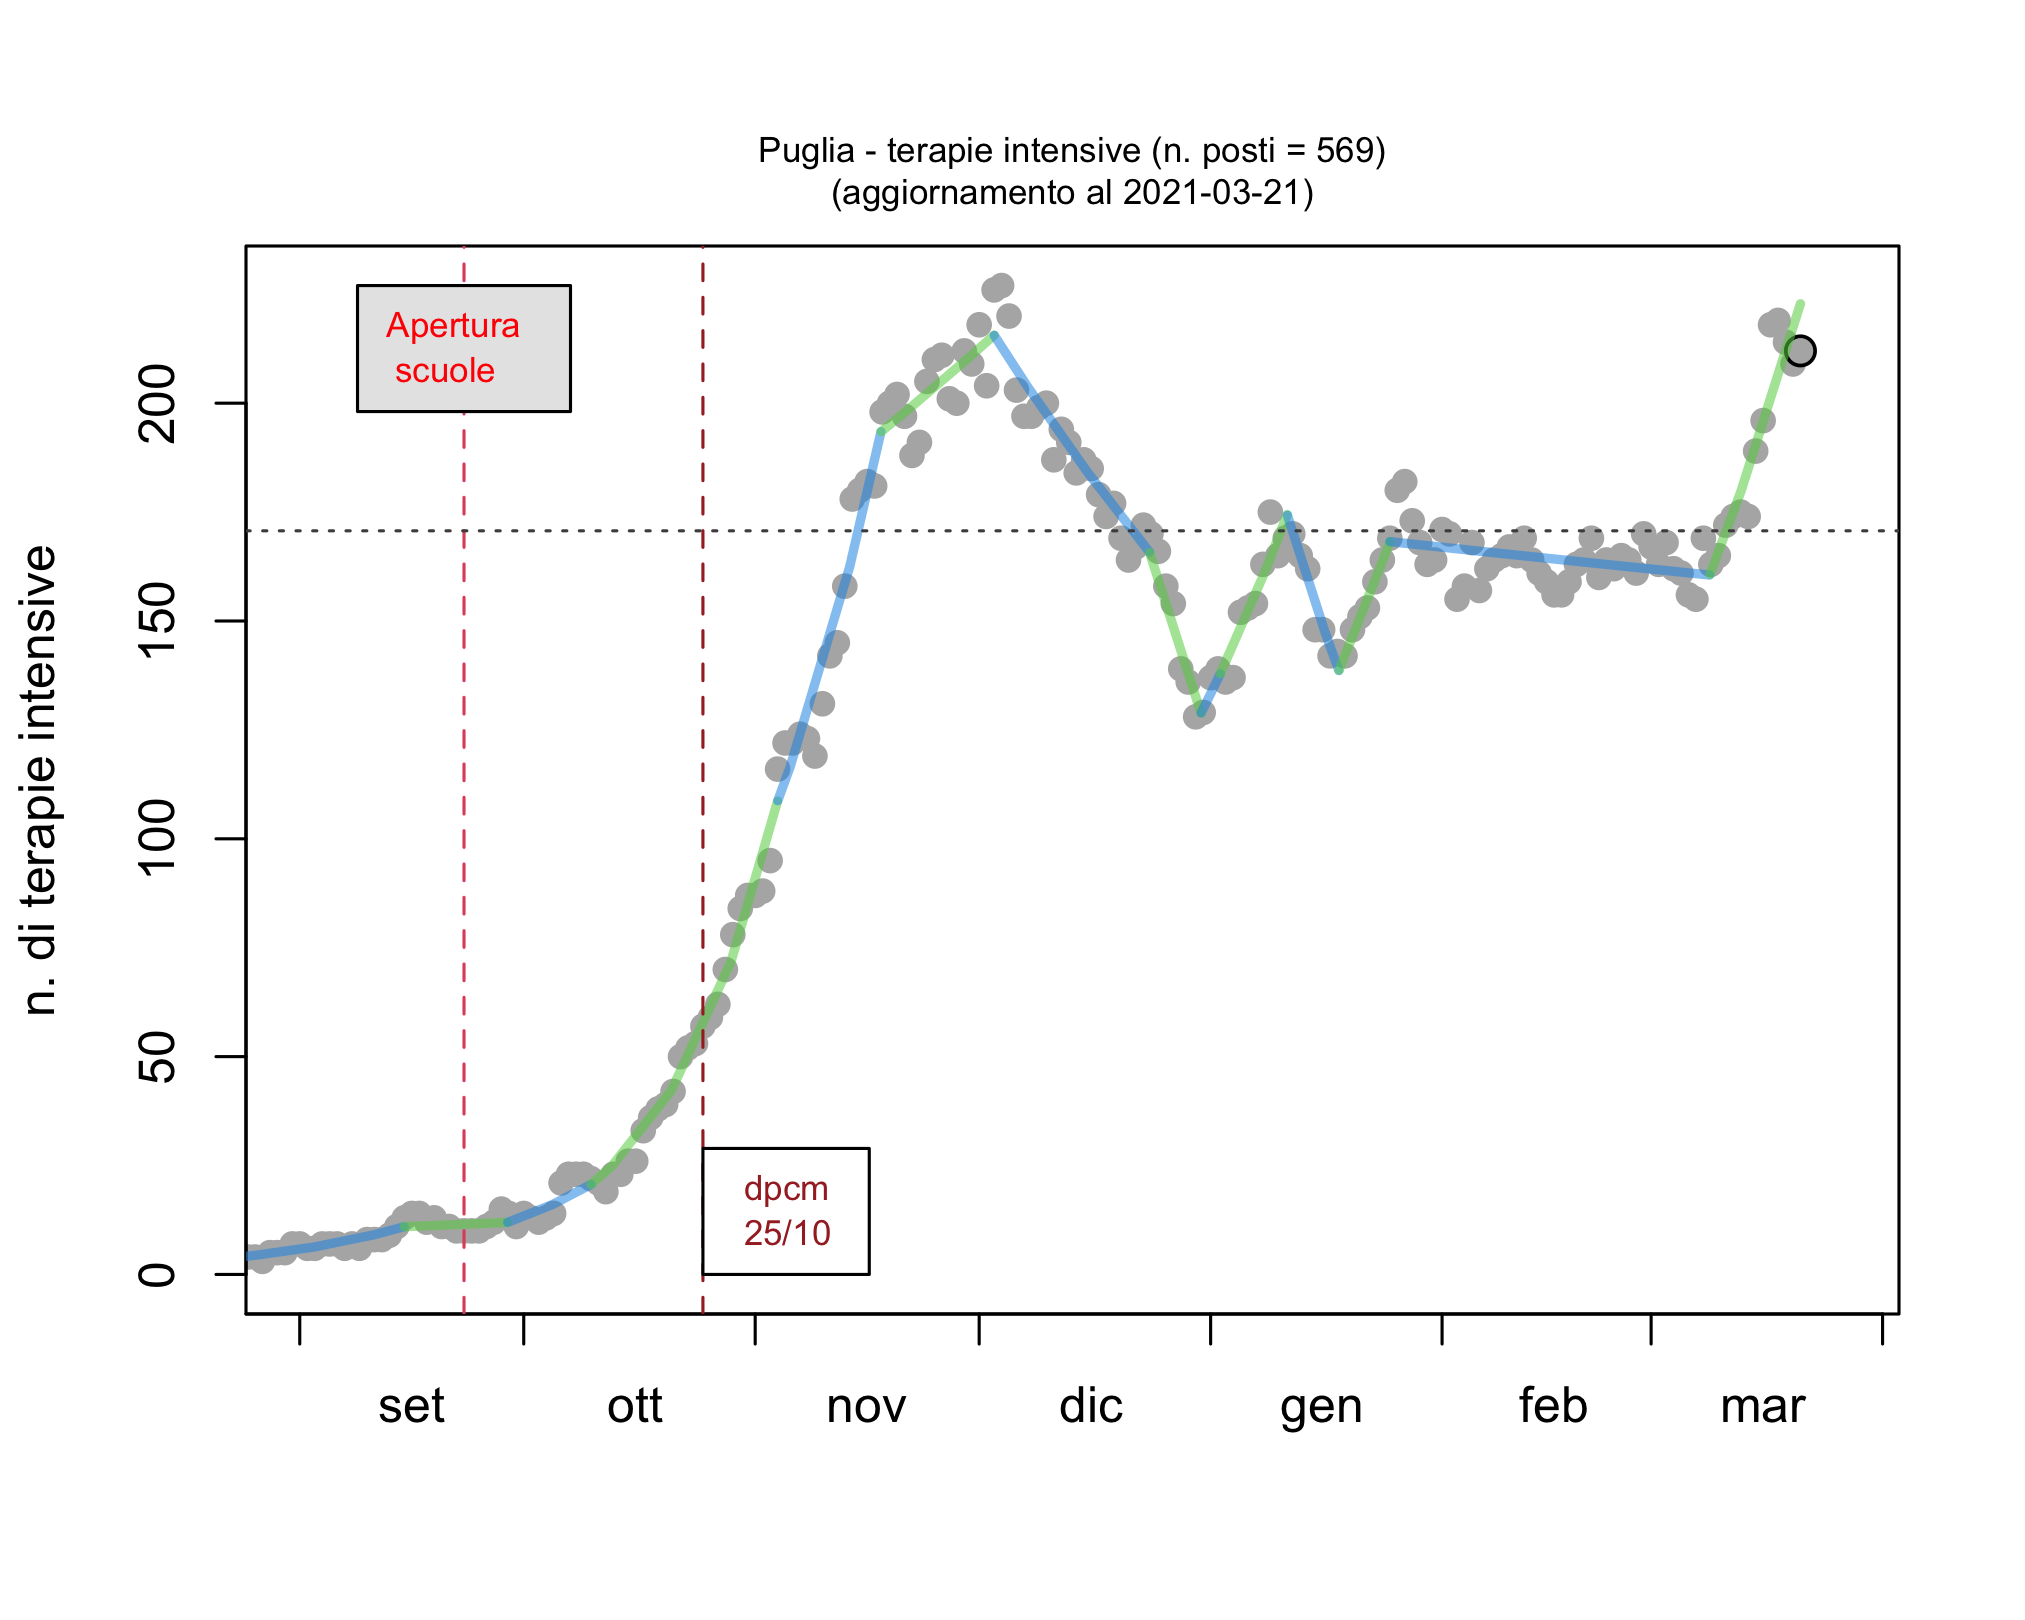 Puglia - terapie intensive (n. posti = 569)
(aggiornamento al 2021-03-21)
n. di terapie intensive
200
150
100
50
0
Apertura
scuole
dpcm
25/10
set ott nov dic gen feb mar